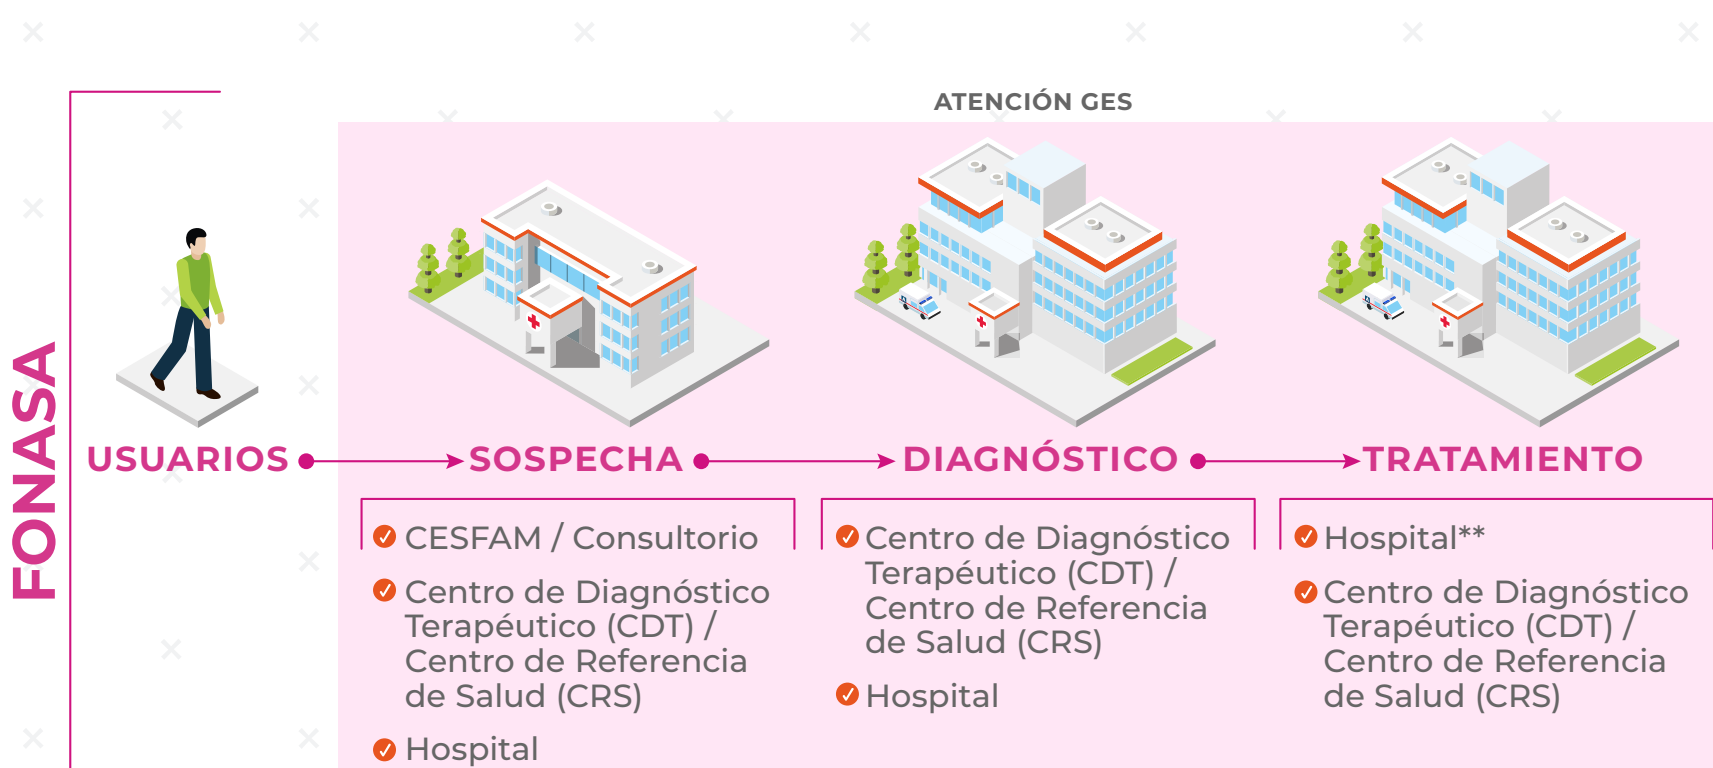 ATENCIÓN GES
FONASA
USUARIOS
SOSPECHA
DIAGNÓSTICO
TRATAMIENTO
CESFAM / Consultorio
Centro de Diagnóstico
Terapéutico (CDT) /
Centro de Referencia
de Salud (CRS)
Hospital
Centro de Diagnóstico
Terapéutico (CDT) /
Centro de Referencia
de Salud (CRS)
Hospital
Hospital**
Centro de Diagnóstico
Terapéutico (CDT) /
Centro de Referencia
de Salud (CRS)